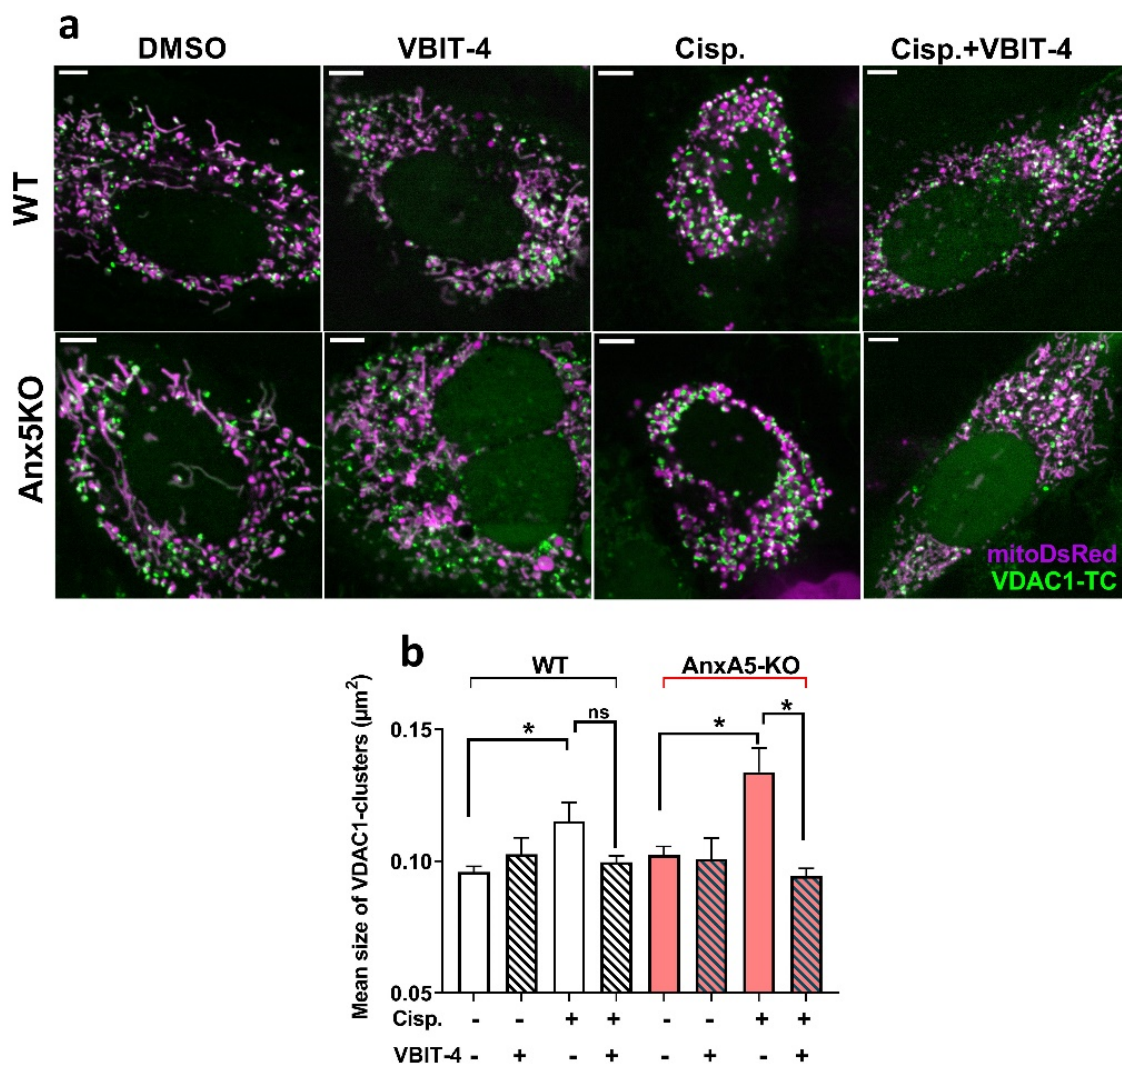 a
DMSO VBIT-4 Cisp. Cisp.+VBIT-4
WT
Anx5KO
mitoDsRed
VDAC1-TC
b
WT AnxA5-KO
Mean size of VDAC1-clusters (µm²)
* ns * *
0.15
0.10
0.05
Cisp. - - + + - - + +
VBIT-4 - + - + - + - +